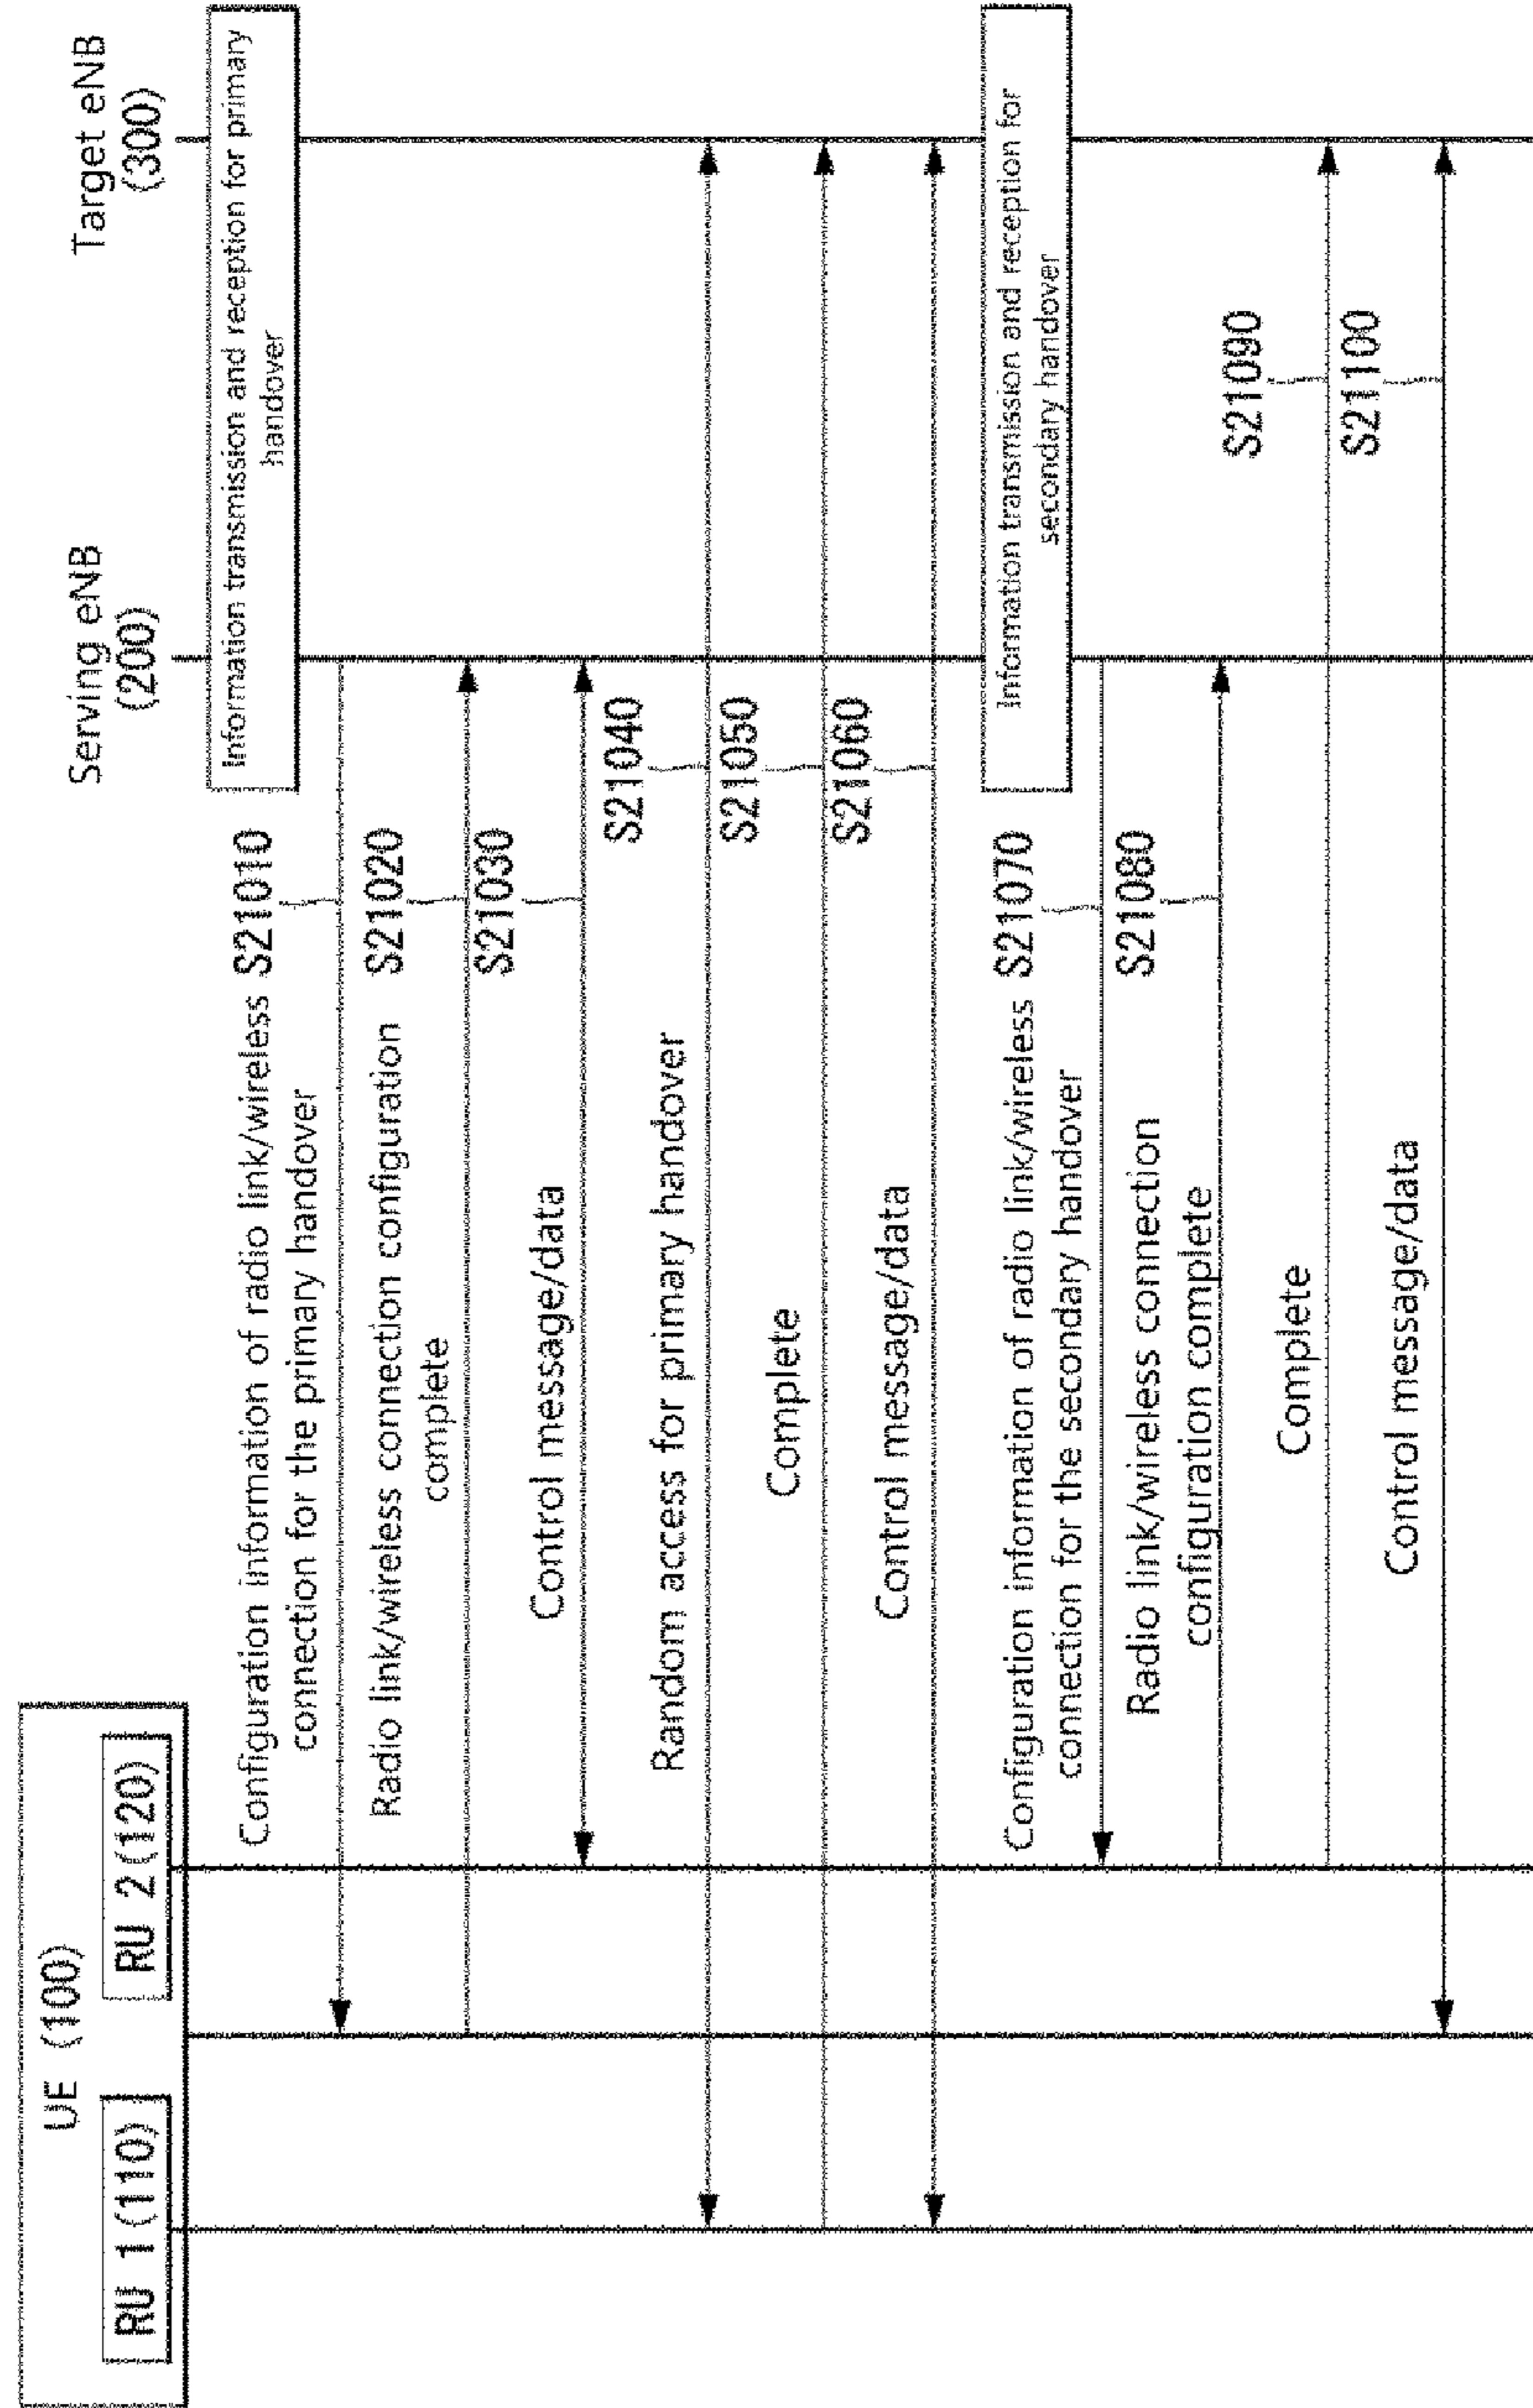 UE (100)
RU 1 (110)
RU 2 (120)
Serving eNB
(200)
Target eNB
(300)
Information transmission and reception for primary
handover
Configuration information of radio link/wireless
connection for the primary handover
S21010
Radio link/wireless connection configuration
complete
S21020
Control message/data
S21030
Random access for primary handover
S21040
Complete
S21050
Control message/data
S21060
Information transmission and reception for
secondary handover
Configuration information of radio link/wireless
connection for the secondary handover
S21070
Radio link/wireless connection
configuration complete
S21080
Complete
S21090
Control message/data
S21100